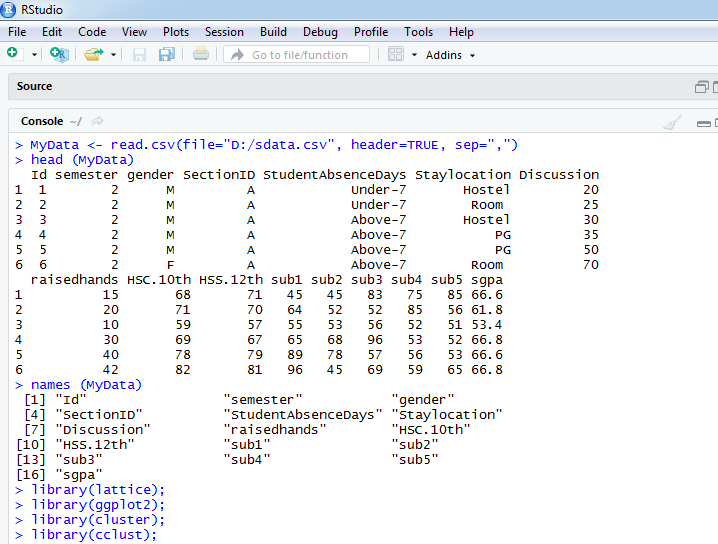 RStudio
File Edit Code View Plots Session Build Debug Profile Tools Help
Go to file/function Addins
Source
Console ~/
> MyData <- read.csv(file="D:/sdata.csv", header=TRUE, sep=",")
> head (MyData)
Id semester gender SectionID StudentAbsenceDays Staylocation Discussion
1 1 2 M A Under-7 Hostel 20
2 2 2 M A Under-7 Room 25
3 3 2 M A Above-7 Hostel 30
4 4 2 M A Above-7 PG 35
5 5 2 M A Above-7 PG 50
6 6 2 F A Above-7 Room 70
raisedhands HSC.10th HSS.12th sub1 sub2 sub3 sub4 sub5 sgpa
1 15 68 71 45 45 83 75 85 66.6
2 20 71 70 64 52 52 85 56 61.8
3 10 59 57 55 53 56 52 51 53.4
4 30 69 67 65 68 96 53 52 66.8
5 40 78 79 89 78 57 56 53 66.6
6 42 82 81 96 45 69 59 65 66.8
> names (MyData)
[1] "Id" "semester" "gender"
[4] "SectionID" "StudentAbsenceDays" "Staylocation"
[7] "Discussion" "raisedhands" "HSC.10th"
[10] "HSS.12th" "sub1" "sub2"
[13] "sub3" "sub4" "sub5"
[16] "sgpa"
> library(lattice);
> library(ggplot2);
> library(cluster);
> library(cclust);